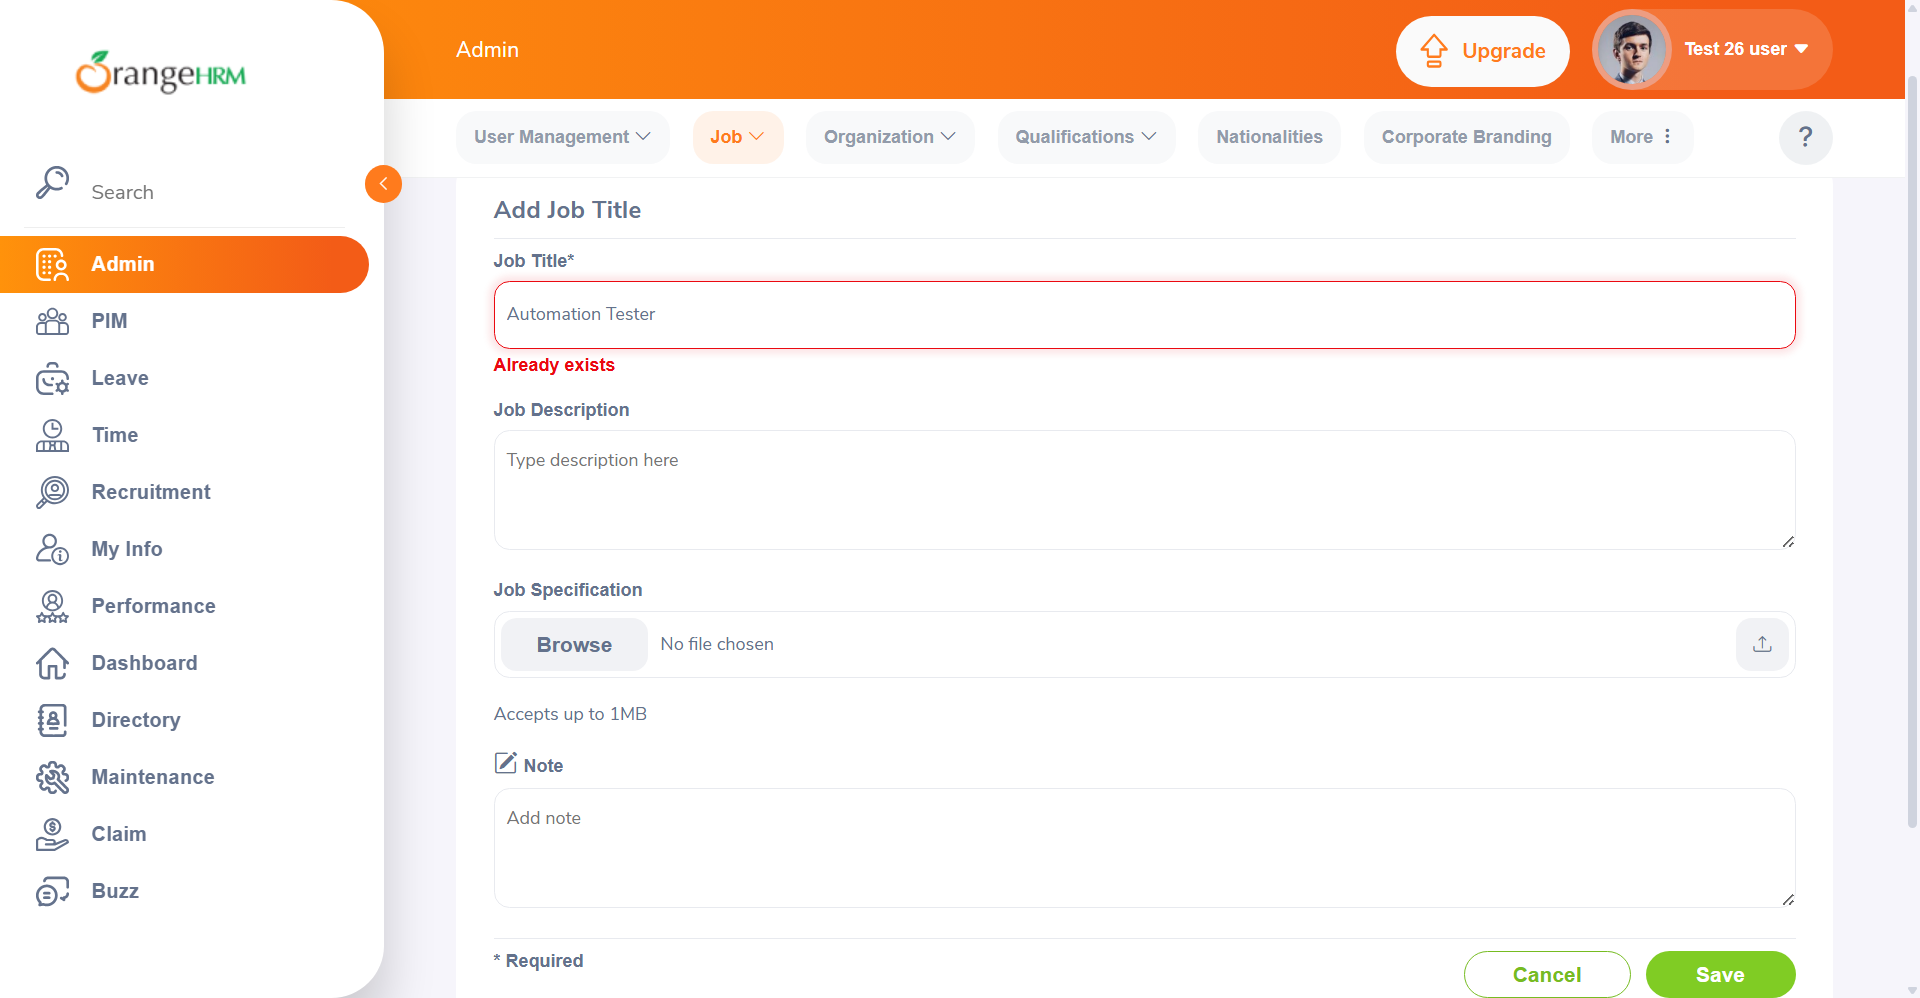 OrangeHRM
Search
Admin
PIM
Leave
Time
Recruitment
My Info
Performance
Dashboard
Directory
Maintenance
Claim
Buzz
Admin
Upgrade
Test 26 user
User Management
Job
Organization
Qualifications
Nationalities
Corporate Branding
More
?
Add Job Title
Job Title*
Automation Tester
Already exists
Job Description
Type description here
Job Specification
Browse
No file chosen
Accepts up to 1MB
Note
Add note
* Required
Cancel
Save